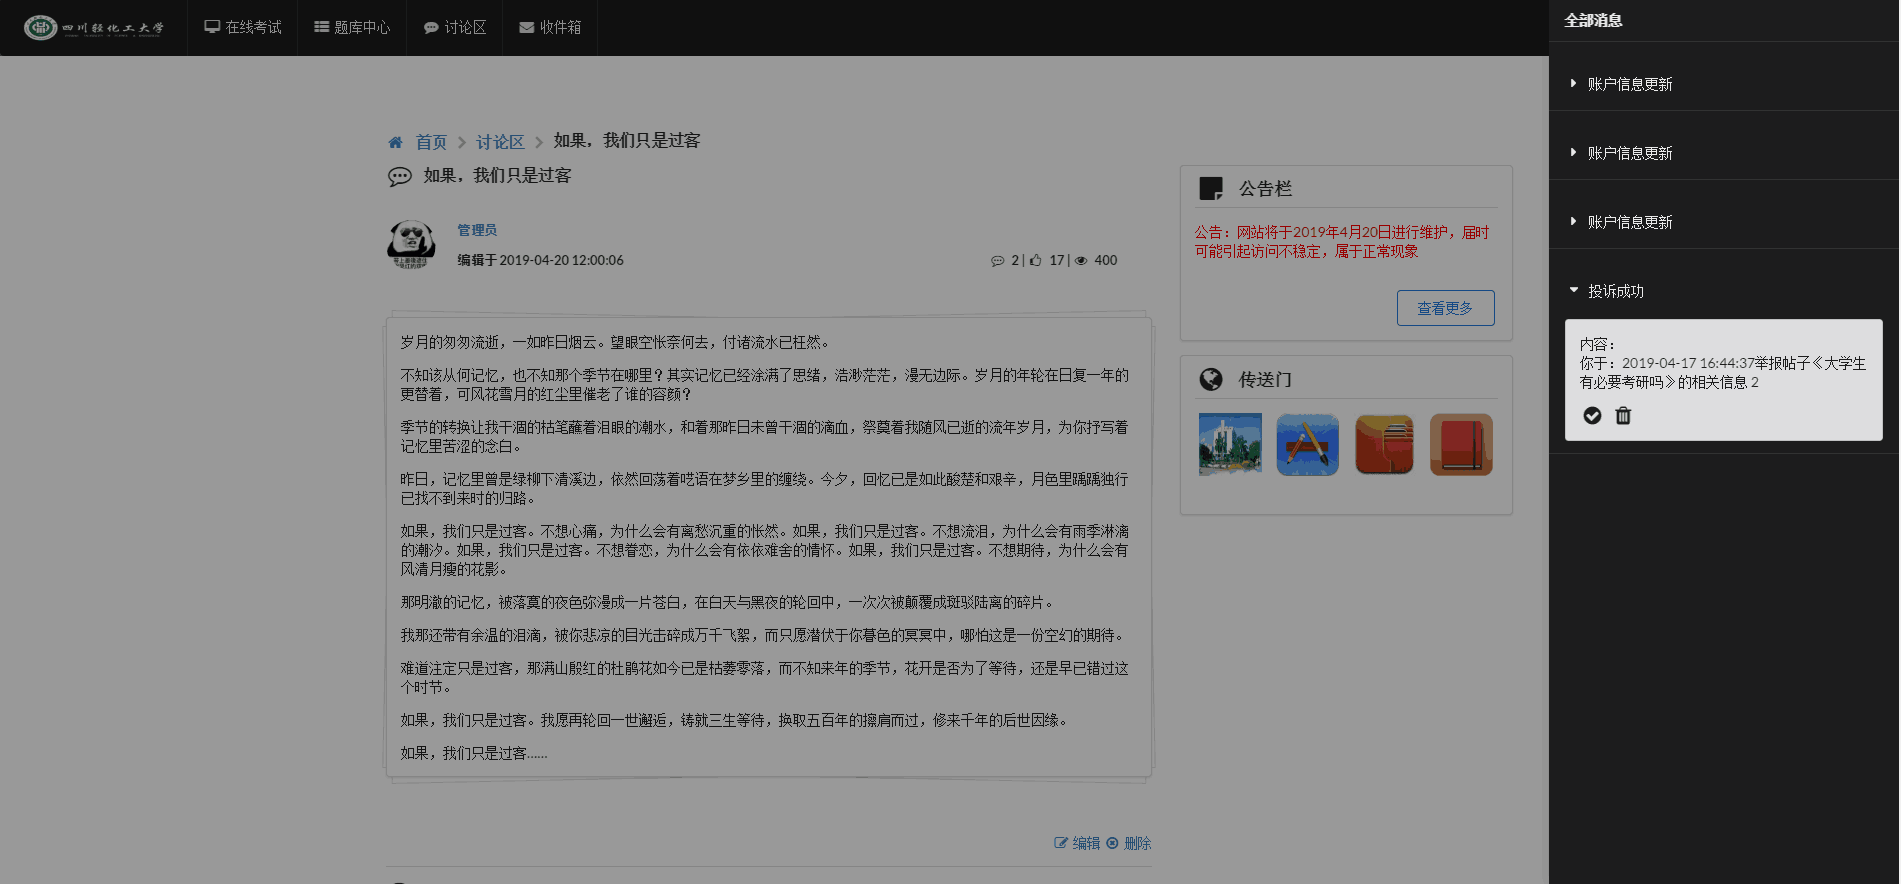 四川轻化工大学
在线考试
题库中心
讨论区
收件箱
首页 讨论区 如果，我们只是过客
如果，我们只是过客
管理员
编辑于 2019-04-20 12:00:06
2 | 17 | 400
岁月的匆匆流逝，一如昨日烟云。望眼空怅奈何去，付诸流水已枉然。
不知该从何记忆，也不知那个季节在哪里？其实记忆已经涂满了思绪，浩渺茫茫，漫无边际。岁月的年轮在日复一年的
更替着，可风花雪月的红尘里催老了谁的容颜？
季节的转换让我干涸的枯笔蘸着泪眼的潮水，和着那昨日未曾干涸的滴血，祭奠着我随风已逝的流年岁月，为你抒写着
记忆里苦涩的念白。
昨日，记忆里曾是绿柳下清溪边，依然回荡着呓语在梦乡里的缠绕。今夕，回忆已是如此酸楚和艰辛，月色里踽踽独行
已找不到来时的归路。
如果，我们只是过客。不想心痛，为什么会有离愁沉重的怅然。如果，我们只是过客。不想流泪，为什么会有雨季淋漓
的潮汐。如果，我们只是过客。不想眷恋，为什么会有依依难舍的情怀。如果，我们只是过客。不想期待，为什么会有
风清月瘦的花影。
那明澈的记忆，被落寞的夜色弥漫成一片苍白，在白天与黑夜的轮回中，一次次被颠覆成斑驳陆离的碎片。
我那还带有余温的泪滴，被你悲凉的目光击碎成万千飞絮，而只愿潜伏于你暮色的冥冥中，哪怕这是一份空幻的期待。
难道注定只是过客，那满山殷红的杜鹃花如今已是枯萎零落，而不知来年的季节，花开是否为了等待，还是早已错过这
个时节。
如果，我们只是过客。我愿再轮回一世邂逅，铸就三生等待，换取五百年的擦肩而过，修来千年的后世因缘。
如果，我们只是过客......
编辑 删除
公告栏
公告：网站将于2019年4月20日进行维护，届时
可能引起访问不稳定，属于正常现象
查看更多
传送门
全部消息
账户信息更新
账户信息更新
账户信息更新
投诉成功
内容：
你于：2019-04-17 16:44:37举报帖子《大学生
有必要考研吗》的相关信息 2